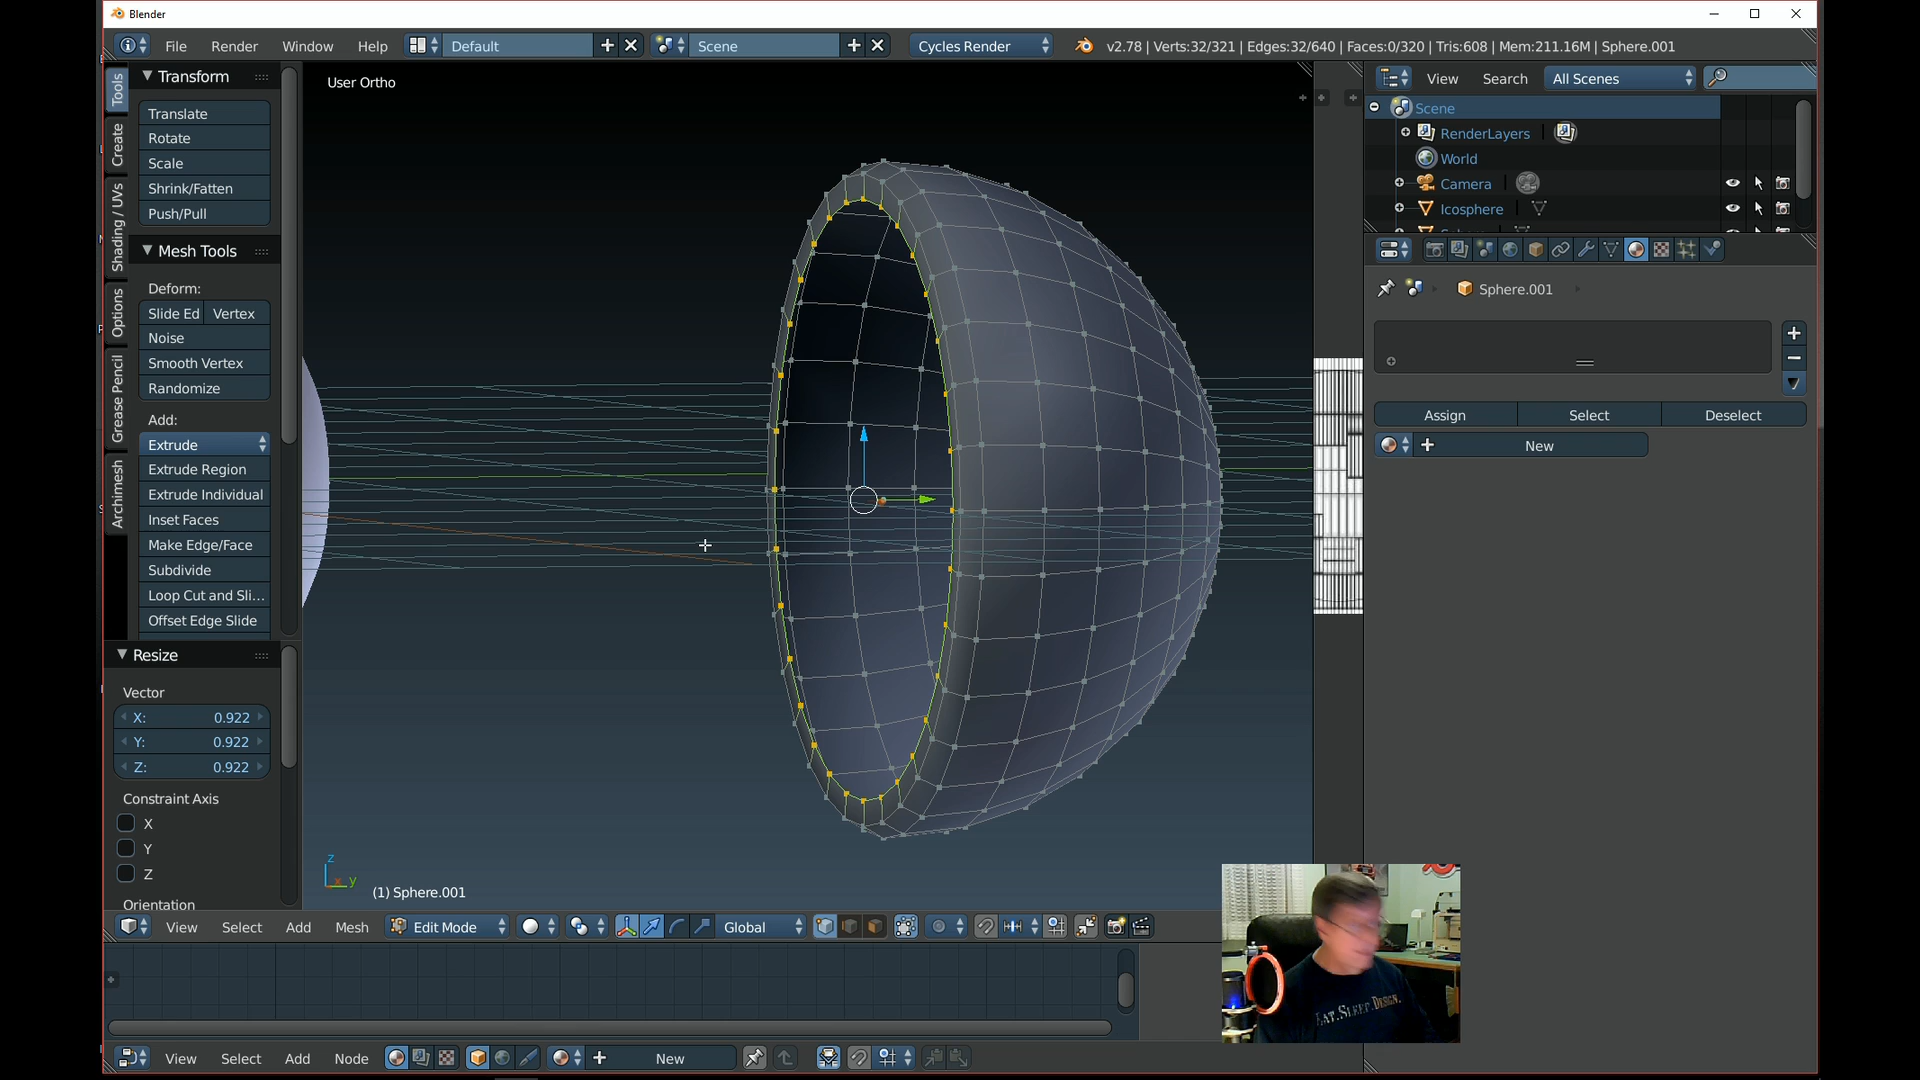 Blender
File Render Window Help Default Scene Cycles Render v2.78 | Verts:32/321 | Edges:32/640 | Faces:0/320 | Tris:608 | Mem:211.16M | Sphere.001
Tools
Create
Shading / UVs
Options
Grease Pencil
Archimesh
Transform
Translate
Rotate
Scale
Shrink/Fatten
Push/Pull
Mesh Tools
Deform:
Slide Ed Vertex
Noise
Smooth Vertex
Randomize
Add:
Extrude
Extrude Region
Extrude Individual
Inset Faces
Make Edge/Face
Subdivide
Loop Cut and Sli...
Offset Edge Slide
Resize
Vector
X: 0.922
Y: 0.922
Z: 0.922
Constraint Axis
X
Y
Z
Orientation
User Ortho
z
x y
(1) Sphere.001
View Select Add Mesh Edit Mode Global
View Select Add Node New
View Search All Scenes
Scene
RenderLayers
World
Camera
Icosphere
Sphere.001
Assign Select Deselect
New
EAT.SLEEP.DESIGN.